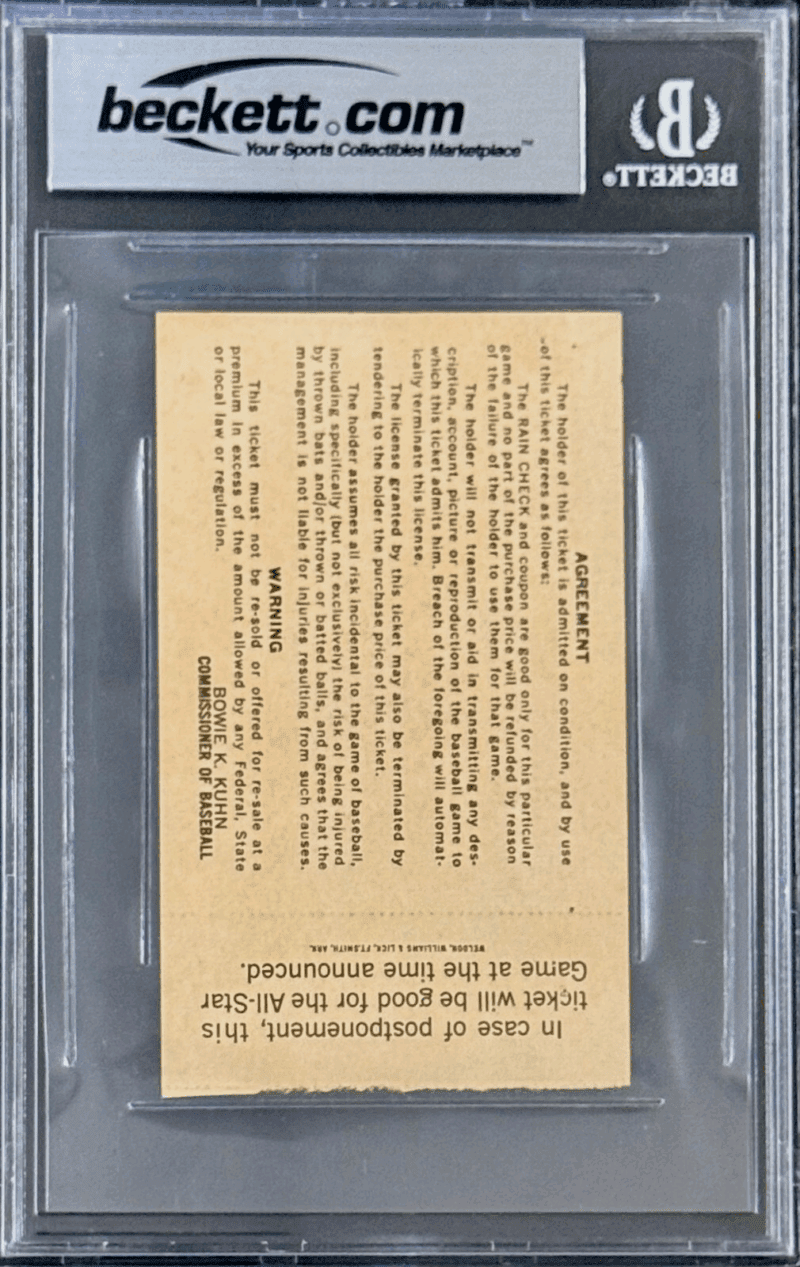 beckett.com
Your Sports Collectibles Marketplace™
BECKETT®
AGREEMENT
The holder of this ticket is admitted on condition, and by use
of this ticket agrees as follows:
The RAIN CHECK and coupon are good only for this particular
game and no part of the purchase price will be refunded by reason
of the failure of the holder to use them for that game.
The holder will not transmit or aid in transmitting any des-
cription, account, picture or reproduction of the baseball game to
which this ticket admits him. Breach of the foregoing will automat-
ically terminate this license.
The license granted by this ticket may also be terminated by
tendering to the holder the purchase price of this ticket.
The holder assumes all risk incidental to the game of baseball,
including specifically (but not exclusively) the risk of being injured
by thrown bats and/or thrown or batted balls, and agrees that the
management is not liable for injuries resulting from such causes.
WARNING
This ticket must not be re-sold or offered for re-sale at a
premium in excess of the amount allowed by any Federal, State
or local law or regulation.
BOWIE K. KUHN
COMMISSIONER OF BASEBALL
In case of postponement, this
ticket will be good for the All-Star
Game at the time announced.
WELDON, WILLIAMS & LICK, FT. SMITH, ARK.